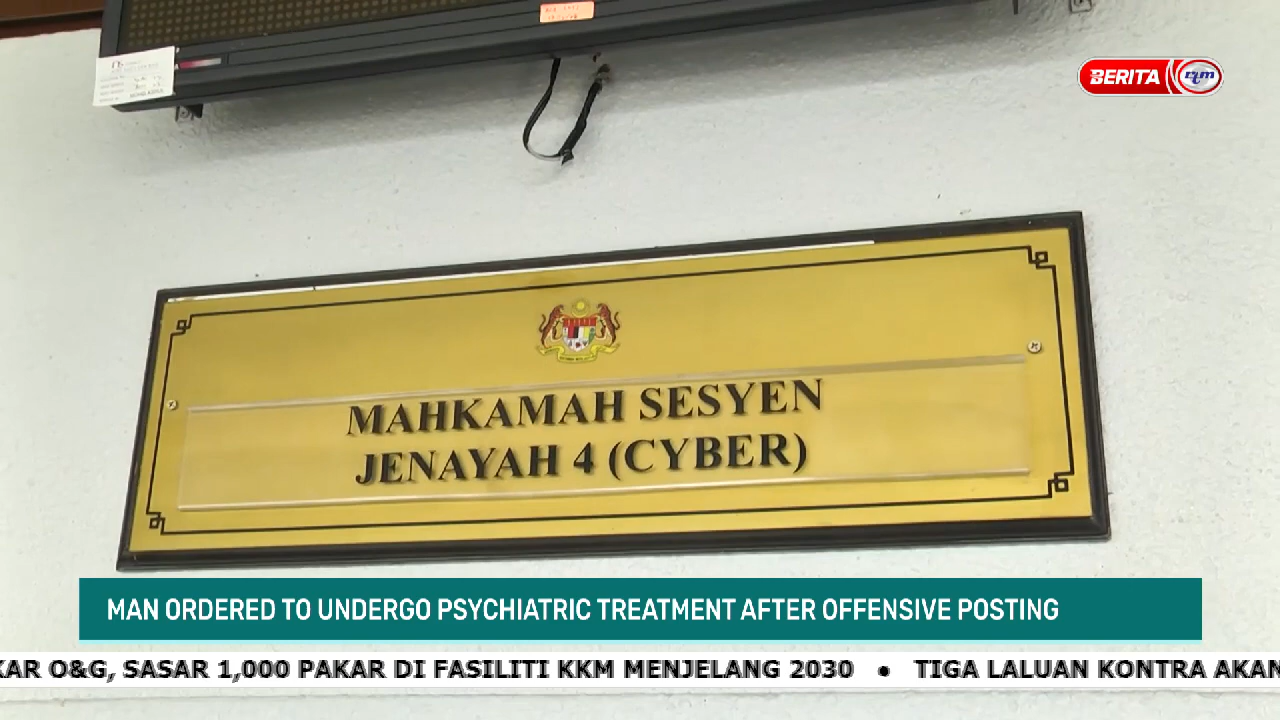 BERITA rtm
MAHKAMAH SESYEN
JENAYAH 4 (CYBER)
MAN ORDERED TO UNDERGO PSYCHIATRIC TREATMENT AFTER OFFENSIVE POSTING
KAR O&G, SASAR 1,000 PAKAR DI FASILITI KKM MENJELANG 2030 • TIGA LALUAN KONTRA AKAN